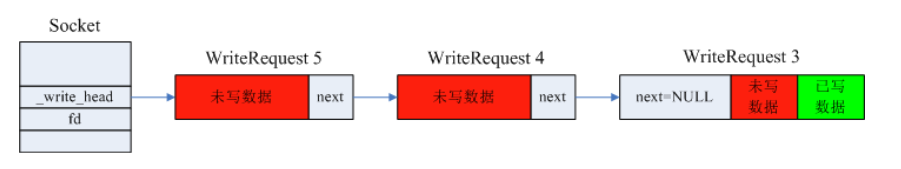 Socket
_write_head
fd
WriteRequest 5
未写数据
next
WriteRequest 4
未写数据
next
WriteRequest 3
next=NULL
未写
数据
已写
数据